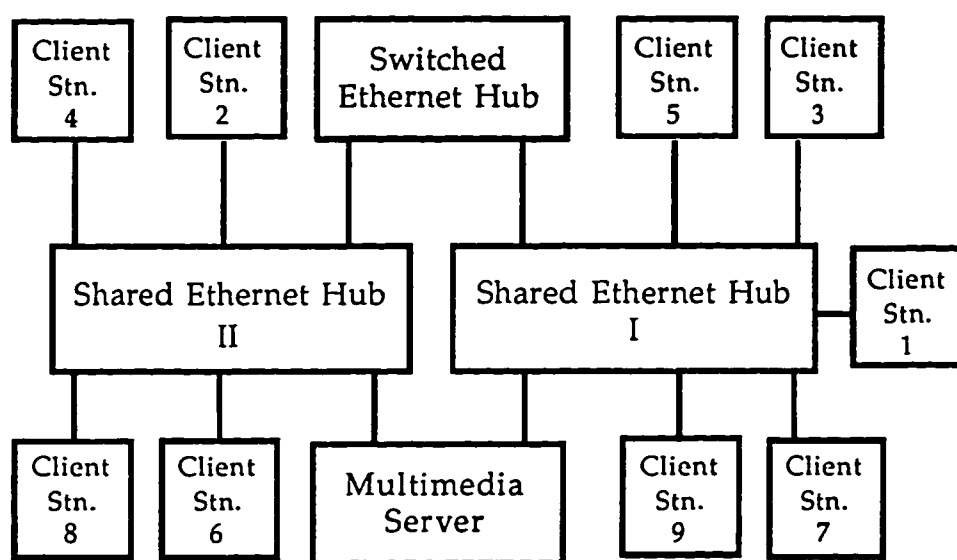 Client
Stn.
4
Client
Stn.
2
Switched
Ethernet Hub
Client
Stn.
5
Client
Stn.
3
Shared Ethernet Hub
II
Shared Ethernet Hub
I
Client
Stn.
1
Client
Stn.
8
Client
Stn.
6
Multimedia
Server
Client
Stn.
9
Client
Stn.
7